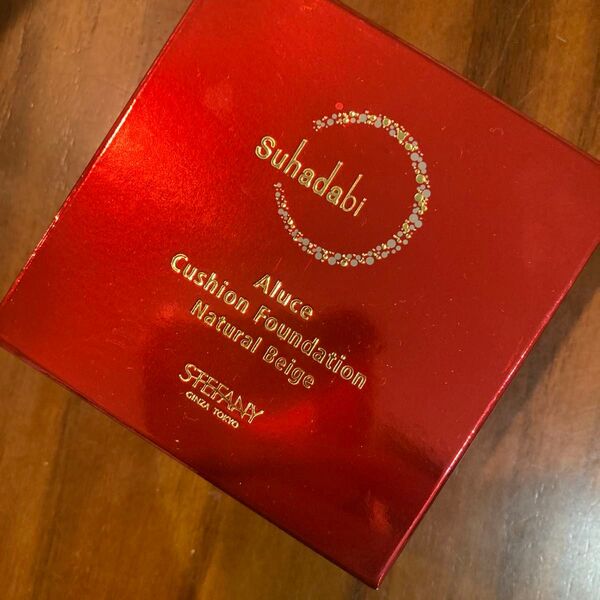 suhadabi
Aluce
Cushion Foundation
Natural Beige
STEFANY
GINZA TOKYO